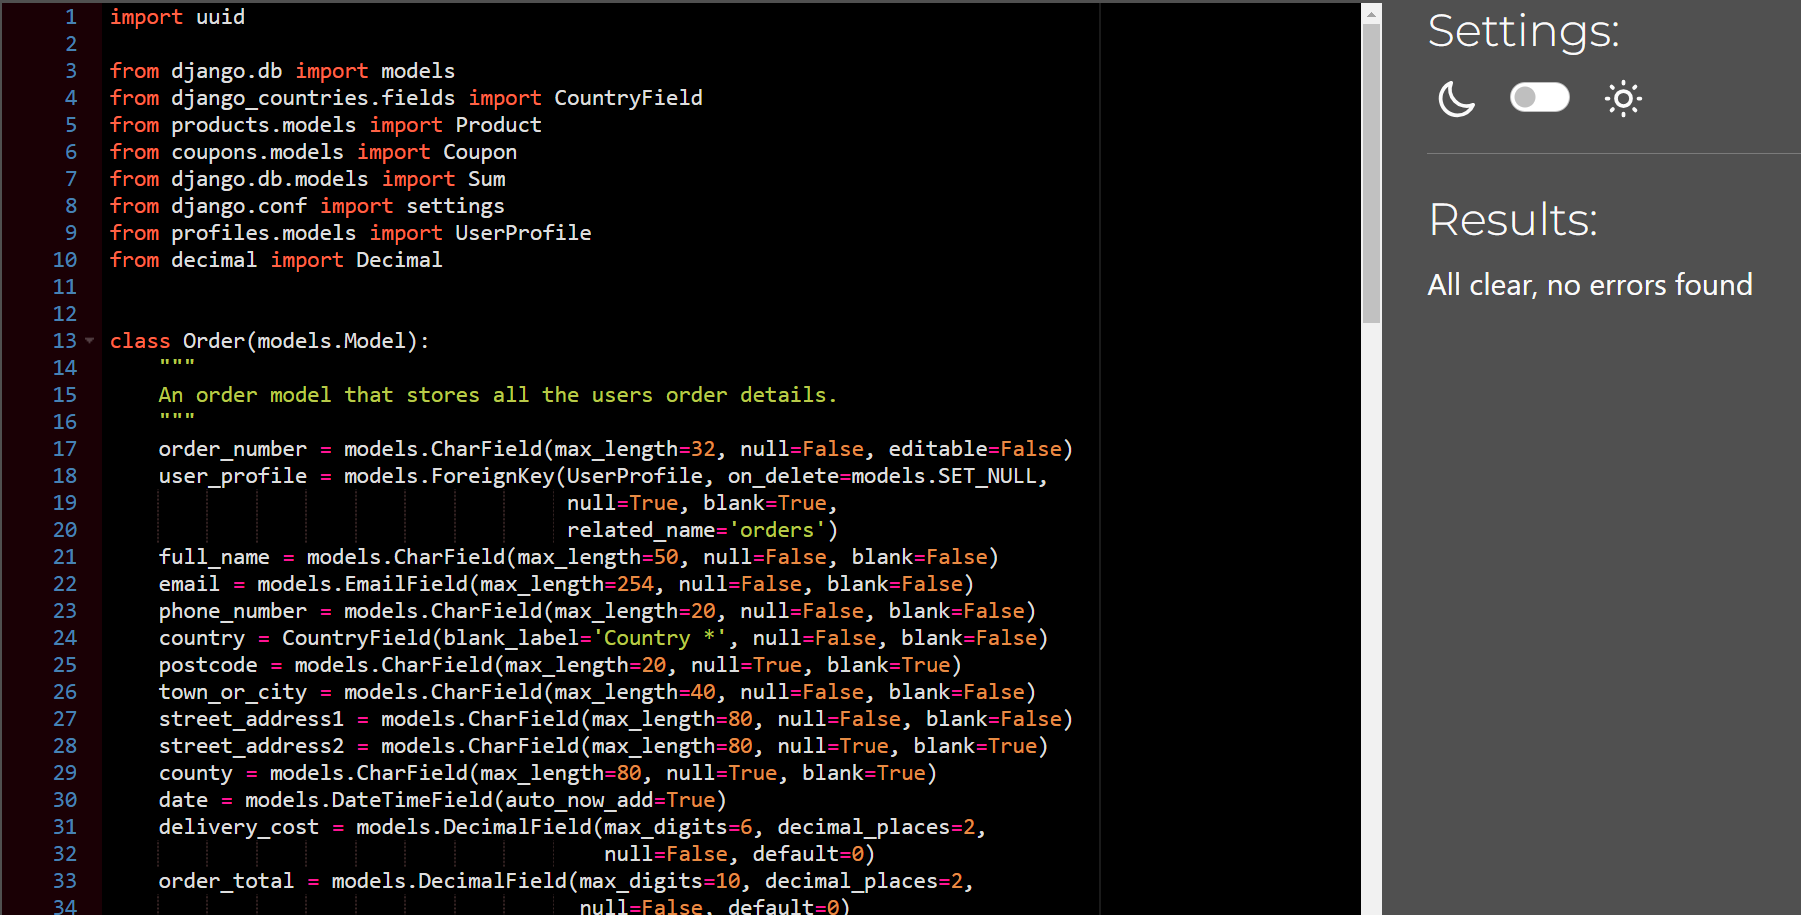 1 import uuid
2
3 from django.db import models
4 from django_countries.fields import CountryField
5 from products.models import Product
6 from coupons.models import Coupon
7 from django.db.models import Sum
8 from django.conf import settings
9 from profiles.models import UserProfile
10 from decimal import Decimal
11
12
13 class Order(models.Model):
14     """
15     An order model that stores all the users order details.
16     """
17     order_number = models.CharField(max_length=32, null=False, editable=False)
18     user_profile = models.ForeignKey(UserProfile, on_delete=models.SET_NULL,
19                                      null=True, blank=True,
20                                      related_name='orders')
21     full_name = models.CharField(max_length=50, null=False, blank=False)
22     email = models.EmailField(max_length=254, null=False, blank=False)
23     phone_number = models.CharField(max_length=20, null=False, blank=False)
24     country = CountryField(blank_label='Country *', null=False, blank=False)
25     postcode = models.CharField(max_length=20, null=True, blank=True)
26     town_or_city = models.CharField(max_length=40, null=False, blank=False)
27     street_address1 = models.CharField(max_length=80, null=False, blank=False)
28     street_address2 = models.CharField(max_length=80, null=True, blank=True)
29     county = models.CharField(max_length=80, null=True, blank=True)
30     date = models.DateTimeField(auto_now_add=True)
31     delivery_cost = models.DecimalField(max_digits=6, decimal_places=2,
32                                         null=False, default=0)
33     order_total = models.DecimalField(max_digits=10, decimal_places=2,
34                                       null=False, default=0)
Settings:
Results:
All clear, no errors found